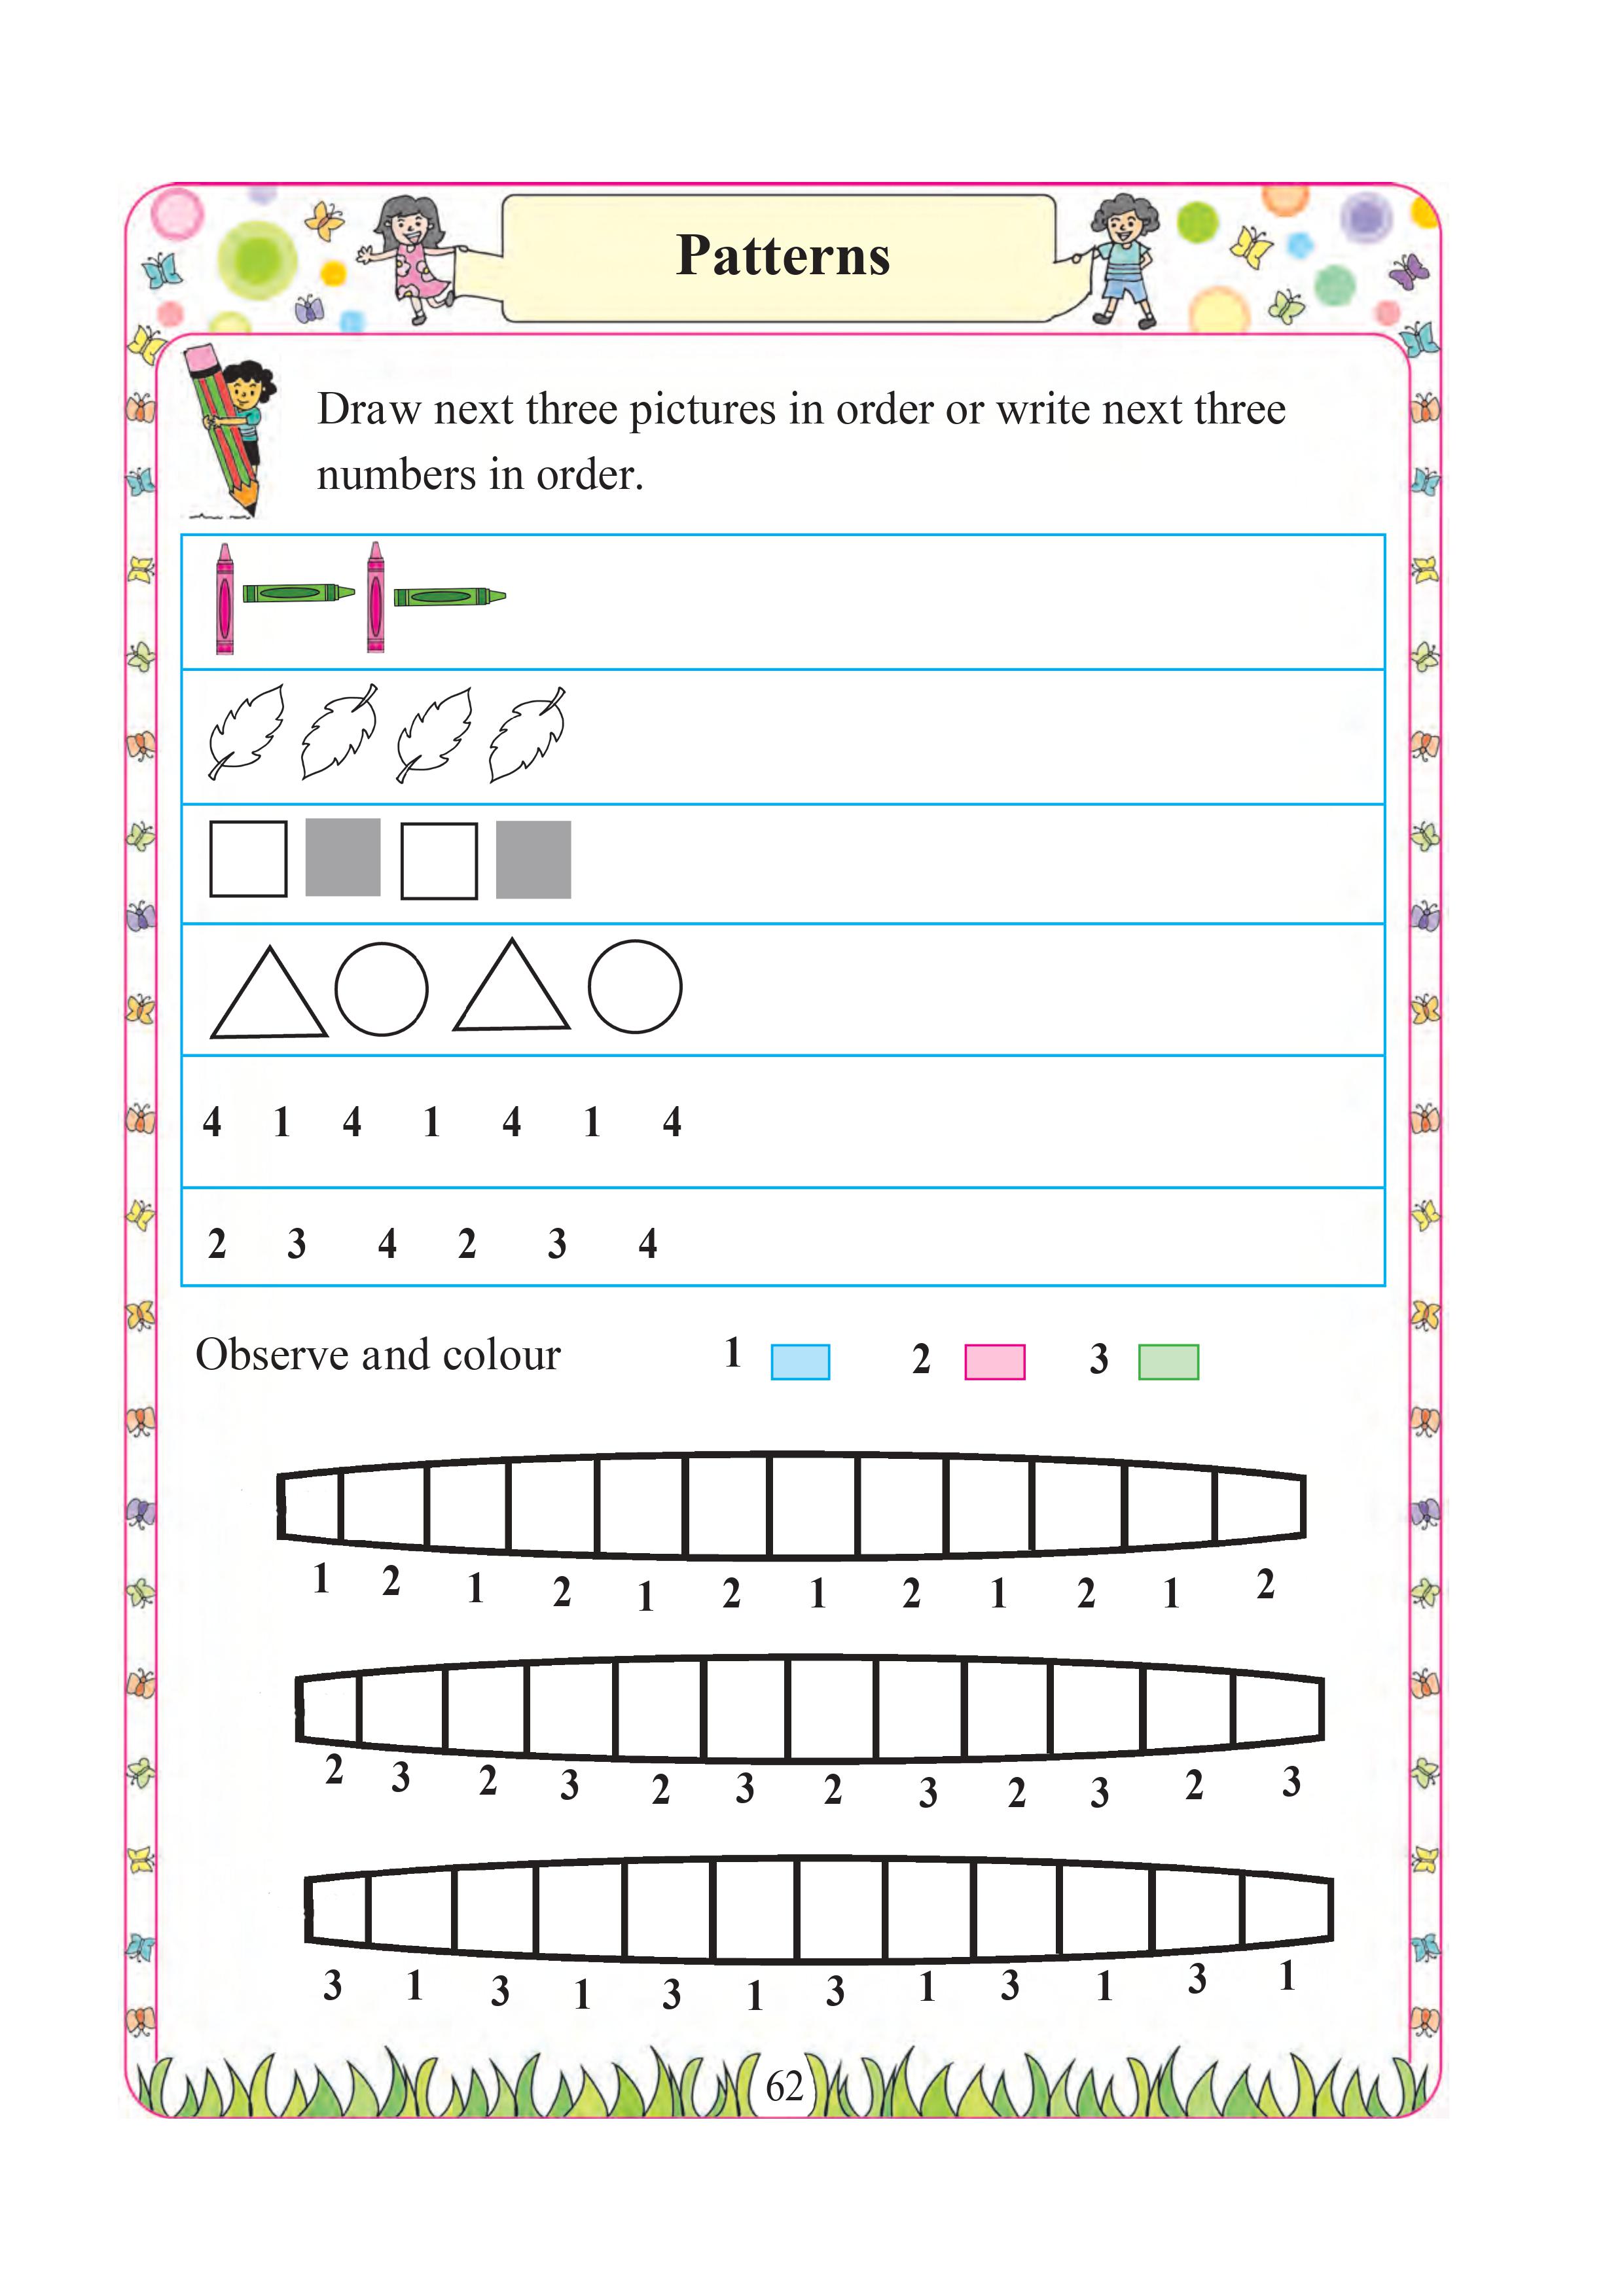 Patterns
Draw next three pictures in order or write next three
numbers in order.
4 1 4 1 4 1 4
2 3 4 2 3 4
Observe and colour 1 2 3
1 2 1 2 1 2 1 2 1 2 1 2
2 3 2 3 2 3 2 3 2 3 2 3
3 1 3 1 3 1 3 1 3 1 3 1
62